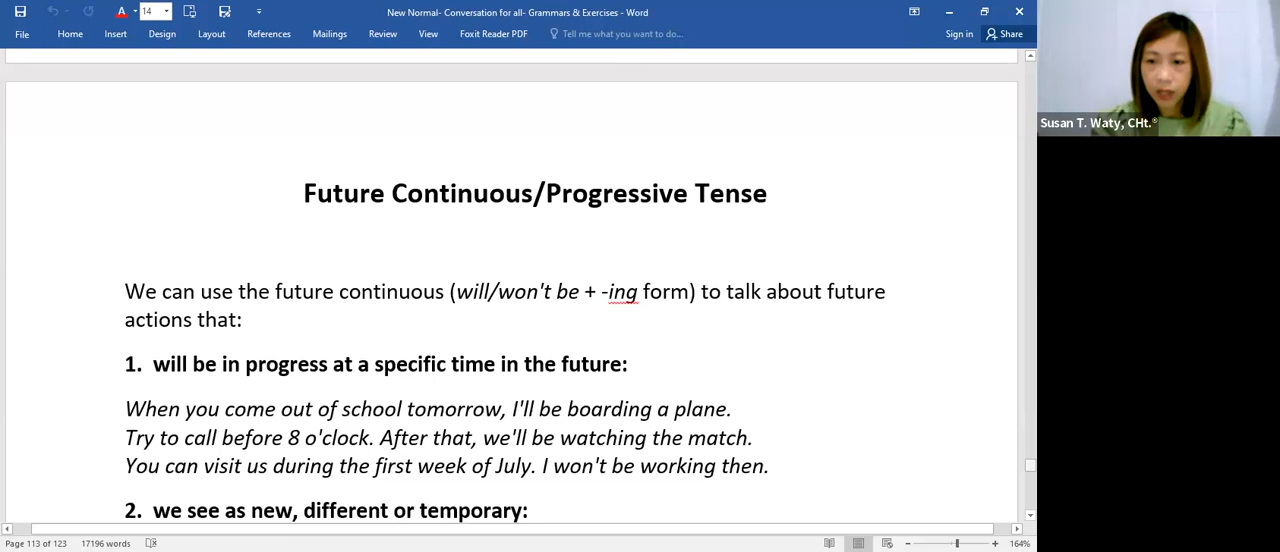 14
New Normal- Conversation for all- Grammars & Exercises - Word
File Home Insert Design Layout References Mailings Review View Foxit Reader PDF Tell me what you want to do... Sign in Share
Susan T. Waty, CHt.®
Future Continuous/Progressive Tense
We can use the future continuous (will/won't be + -ing form) to talk about future
actions that:
1. will be in progress at a specific time in the future:
When you come out of school tomorrow, I'll be boarding a plane.
Try to call before 8 o'clock. After that, we'll be watching the match.
You can visit us during the first week of July. I won't be working then.
2. we see as new, different or temporary:
Page 113 of 123 17196 words 164%